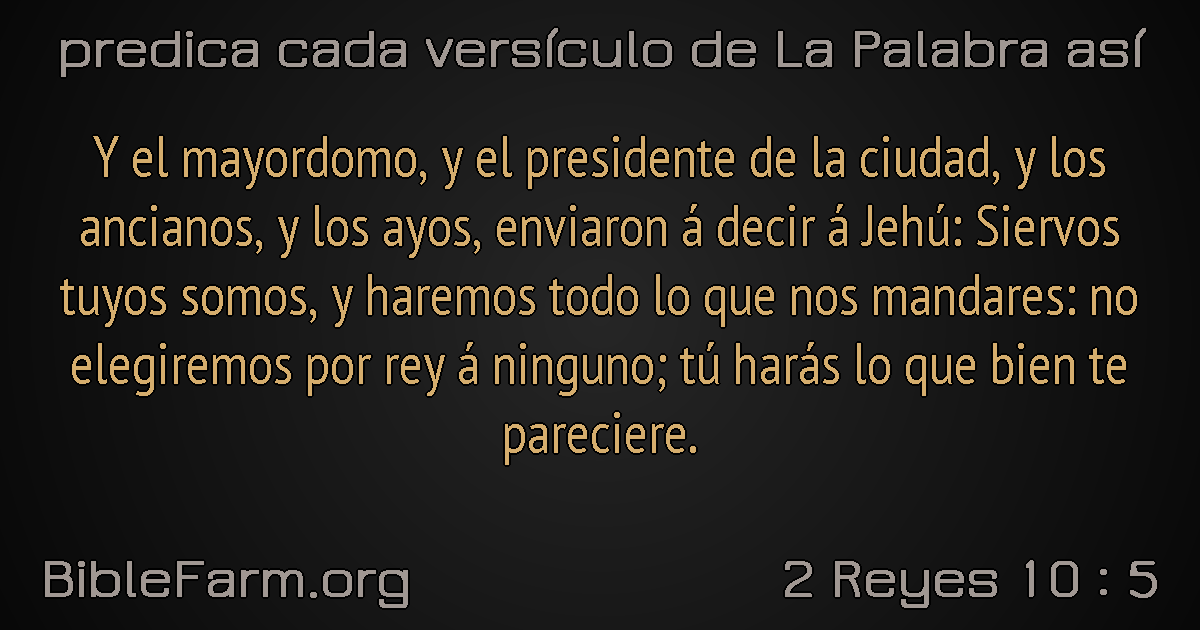 predica cada versículo de La Palabra así
Y el mayordomo, y el presidente de la ciudad, y los
ancianos, y los ayos, enviaron á decir á Jehú: Siervos
tuyos somos, y haremos todo lo que nos mandares: no
elegiremos por rey á ninguno; tú harás lo que bien te
pareciere.
BibleFarm.org
2 Reyes 10 : 5